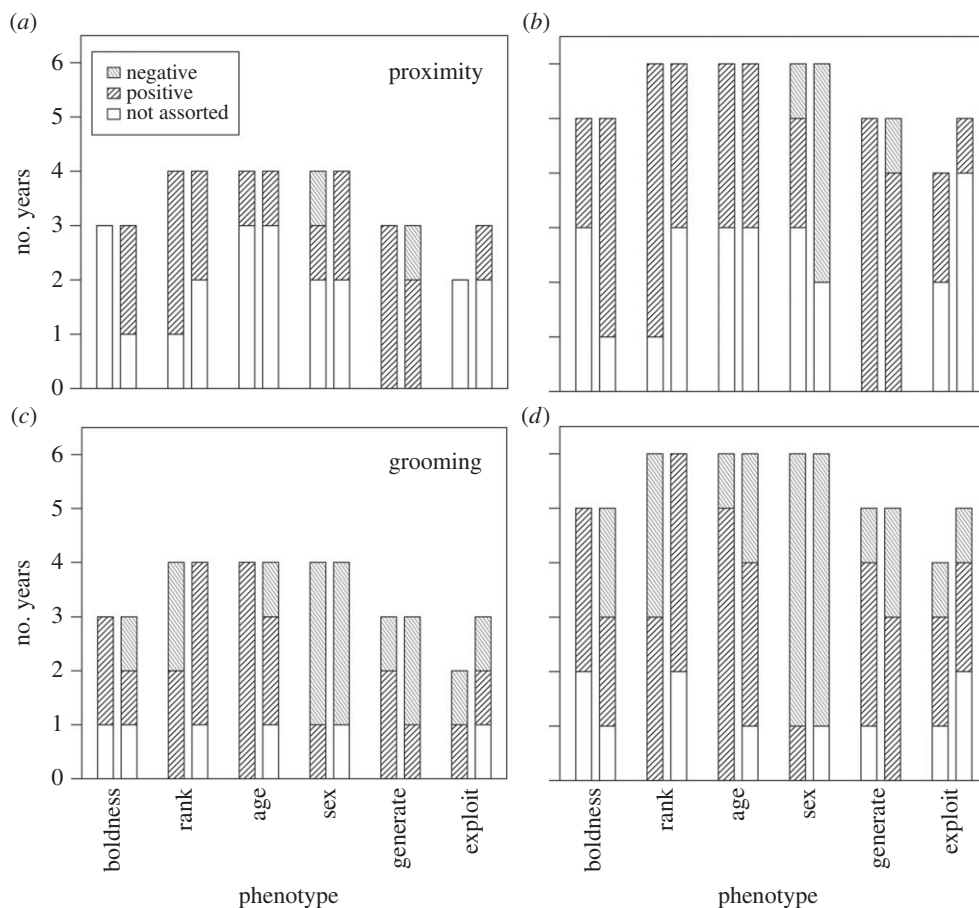 (a)
(b)
negative
positive
not assorted
proximity
no. years
6
5
4
3
2
1
0
(c)
(d)
grooming
no. years
6
5
4
3
2
1
0
boldness
rank
age
sex
generate
exploit
phenotype
boldness
rank
age
sex
generate
exploit
phenotype